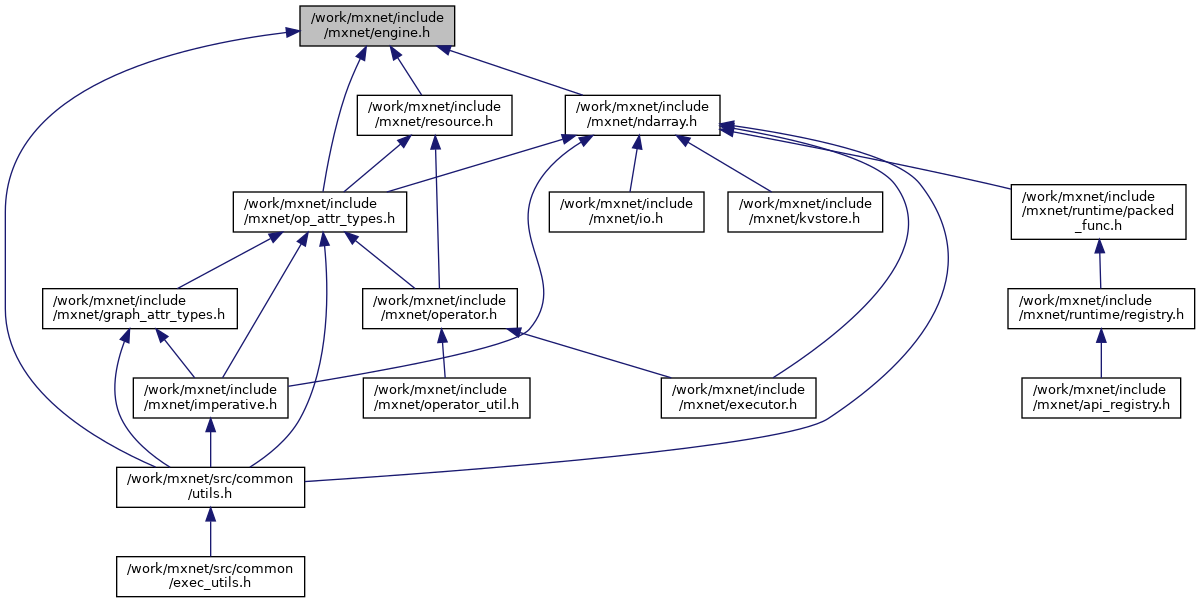 /work/mxnet/include
/mxnet/engine.h
/work/mxnet/include
/mxnet/resource.h
/work/mxnet/include
/mxnet/ndarray.h
/work/mxnet/include
/mxnet/op_attr_types.h
/work/mxnet/include
/mxnet/io.h
/work/mxnet/include
/mxnet/kvstore.h
/work/mxnet/include
/mxnet/runtime/packed
_func.h
/work/mxnet/include
/mxnet/graph_attr_types.h
/work/mxnet/include
/mxnet/operator.h
/work/mxnet/include
/mxnet/runtime/registry.h
/work/mxnet/include
/mxnet/imperative.h
/work/mxnet/include
/mxnet/operator_util.h
/work/mxnet/include
/mxnet/executor.h
/work/mxnet/include
/mxnet/api_registry.h
/work/mxnet/src/common
/utils.h
/work/mxnet/src/common
/exec_utils.h